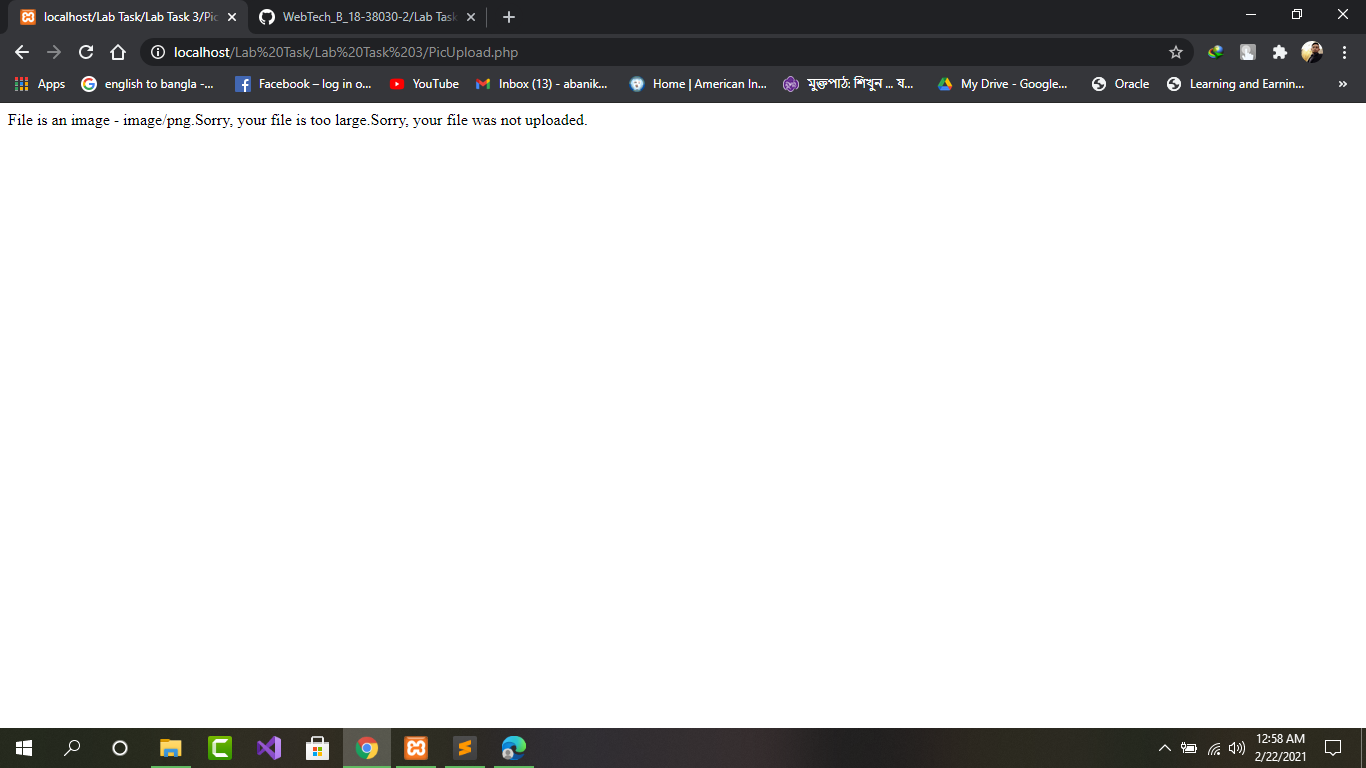 localhost/Lab Task/Lab Task 3/Pic
WebTech_B_18-38030-2/Lab Task
localhost/Lab%20Task/Lab%20Task%203/PicUpload.php
Apps
english to bangla -...
Facebook – log in o...
YouTube
Inbox (13) - abanik...
Home | American In...
মুক্তপাঠ: শিখুন ... য...
My Drive - Google...
Oracle
Learning and Earnin...
»
File is an image - image/png.Sorry, your file is too large.Sorry, your file was not uploaded.
12:58 AM
2/22/2021